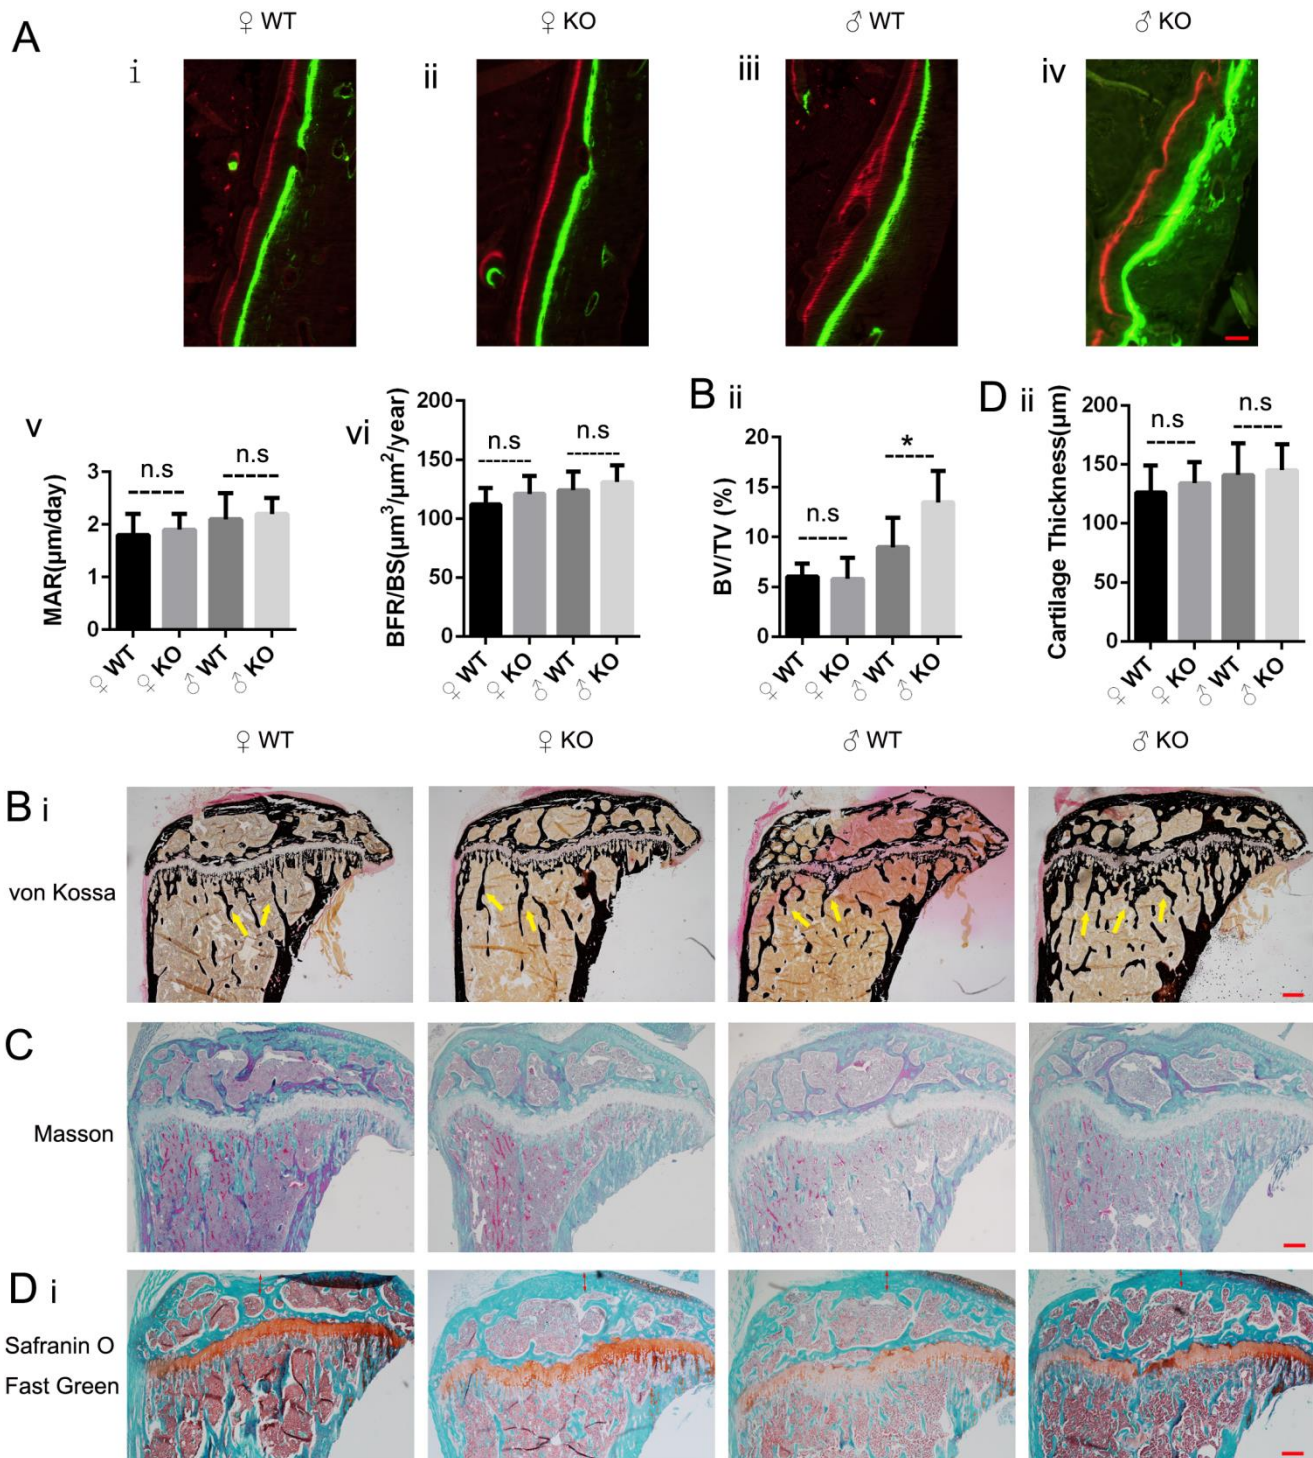 A
♀ WT
♀ KO
♂ WT
♂ KO
i
ii
iii
iv
v
MAR(μm/day)
3
2
1
0
n.s
n.s
♀ WT
♀ KO
♂ WT
♂ KO
vi
BFR/BS(μm³/μm²/year)
200
150
100
50
0
n.s
n.s
♀ WT
♀ KO
♂ WT
♂ KO
B ii
BV/TV (%)
20
15
10
5
0
n.s
*
♀ WT
♀ KO
♂ WT
♂ KO
D ii
Cartilage Thickness(μm)
200
150
100
50
0
n.s
n.s
♀ WT
♀ KO
♂ WT
♂ KO
♀ WT
♀ KO
♂ WT
♂ KO
B i
von Kossa
C
Masson
D i
Safranin O
Fast Green